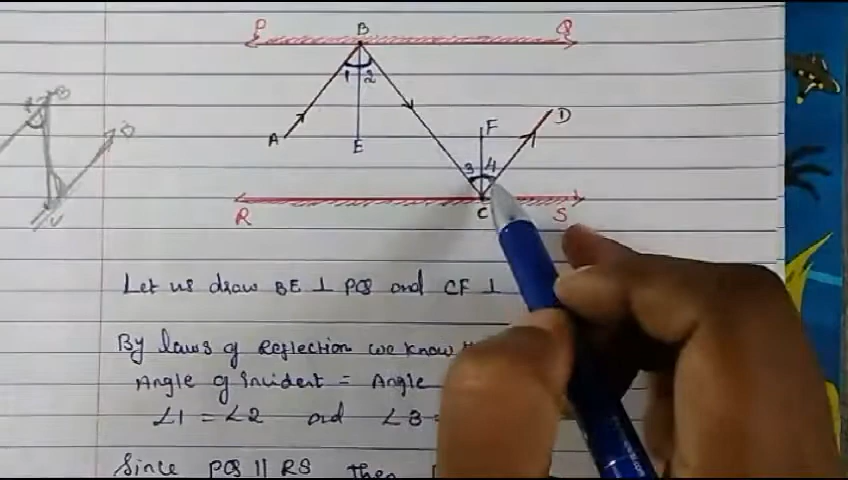 P B Q
1 2
A E F D
3 4
R C S
Let us draw BE ⊥ PQ and CF ⊥
By laws of Reflection we know
Angle of Incident = Angle
∠1 = ∠2 and ∠3 =
Since PQ || RS then